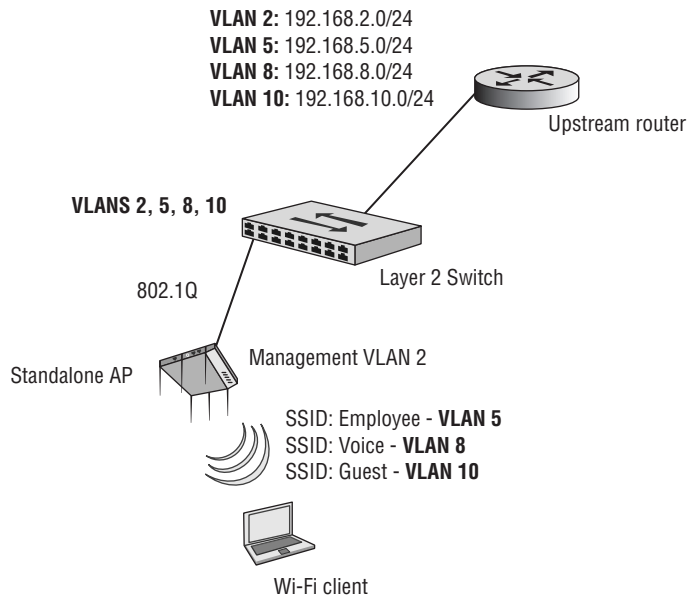 VLAN 2: 192.168.2.0/24
VLAN 5: 192.168.5.0/24
VLAN 8: 192.168.8.0/24
VLAN 10: 192.168.10.0/24
Upstream router
VLANS 2, 5, 8, 10
Layer 2 Switch
802.1Q
Management VLAN 2
Standalone AP
SSID: Employee - VLAN 5
SSID: Voice - VLAN 8
SSID: Guest - VLAN 10
Wi-Fi client